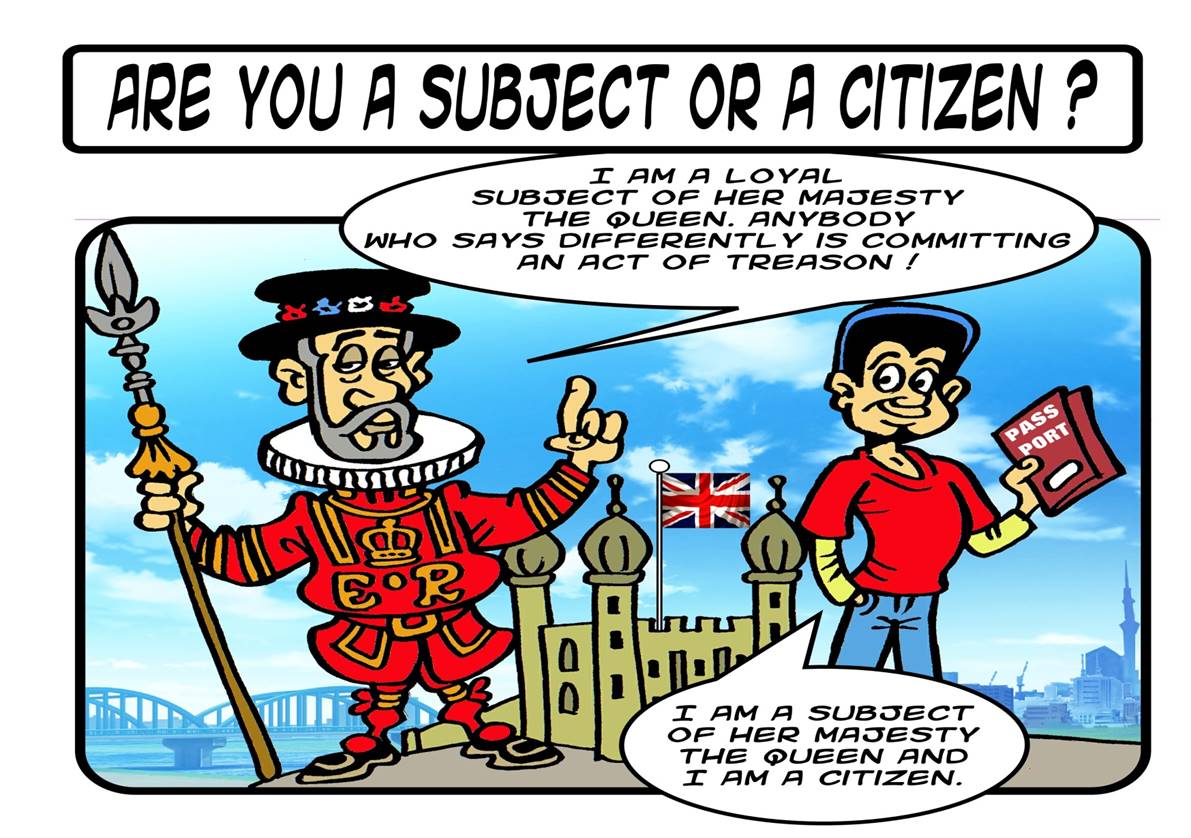 ARE YOU A SUBJECT OR A CITIZEN ?
I AM A LOYAL
SUBJECT OF HER MAJESTY
THE QUEEN. ANYBODY
WHO SAYS DIFFERENTLY IS COMMITTING
AN ACT OF TREASON !
PASS
PORT
E•R
I AM A SUBJECT
OF HER MAJESTY
THE QUEEN AND
I AM A CITIZEN.